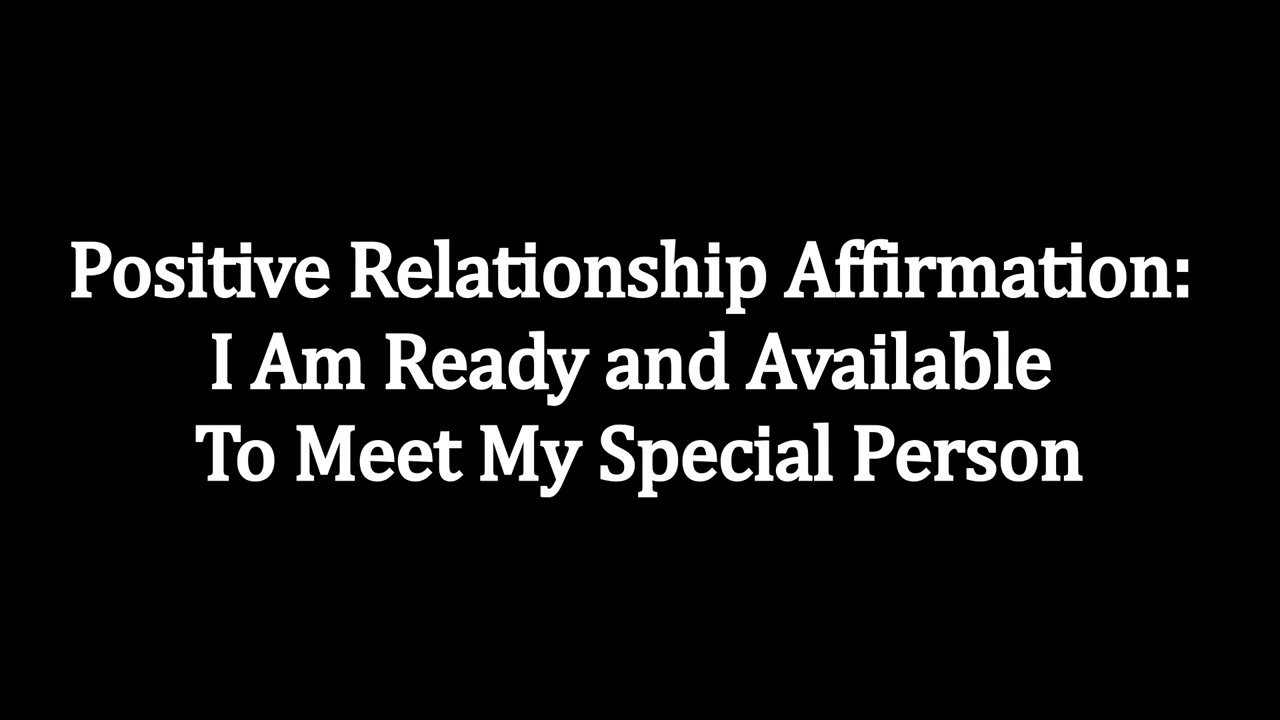 Positive Relationship Affirmation:
I Am Ready and Available
To Meet My Special Person